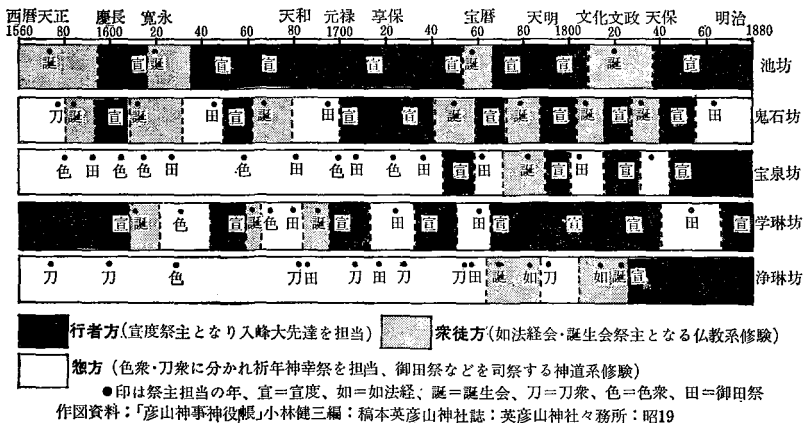 西暦天正 慶長 寛永 天和 元禄 享保 宝暦 天明 文化文政 天保 明治
1560 80 1600 20 40 60 80 1700 20 40 60 80 1800 20 40 60 1880
誕 宣 誕 宣 宣 宣 宣 誕 宣 宣 誕 宣 池坊
刀 誕 宣 誕 田 宣 誕 田 宣 宣 誕 宣 誕 宣 誕 宣 誕 宣 田 鬼石坊
色 田 色 色 田 色 田 色 田 色 田 宣 田 誕 宣 田 宣 田 宣 宝泉坊
宣 誕 色 宣 誕 色 田 誕 宣 田 宣 田 宣 宣 宣 田 宣 学琳坊
刀 刀 色 刀 田 刀 田 刀 刀 田 誕 如 刀 如 誕 宣 浄琳坊
行者方(宣度祭主となり入峰大先達を担当) 衆徒方(如法経会・誕生会祭主となる仏教系修験)
惣方(色衆・刀衆に分かれ祈年神幸祭を担当、御田祭などを司祭する神道系修験)
●印は祭主担当の年、宣=宣度、如=如法経、誕=誕生会、刀=刀衆、色=色衆、田=御田祭
作図資料:「彦山神事神役帳」小林健三編:稿本英彦山神社誌:英彦山神社々務所:昭19